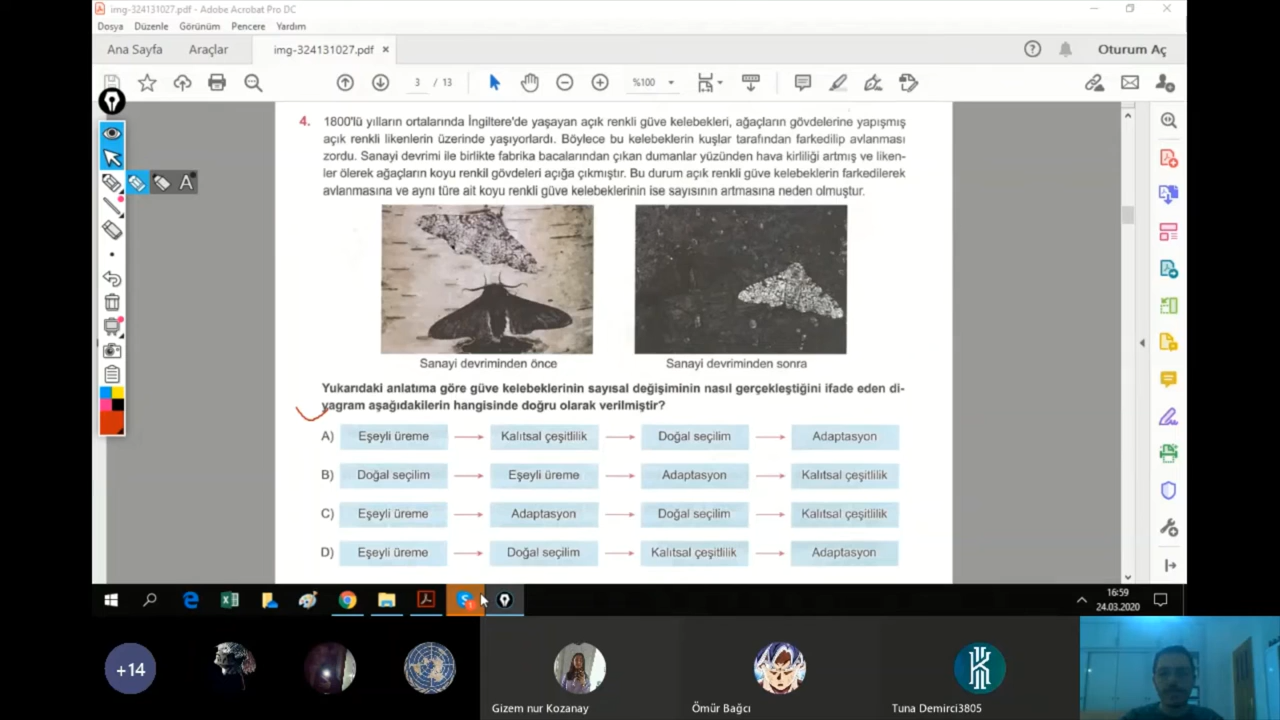 img-324131027.pdf - Adobe Acrobat Pro DC
Dosya Düzenle Görünüm Pencere Yardım
Ana Sayfa Araçlar img-324131027.pdf × Oturum Aç
3 / 13 %100
4. 1800'lü yılların ortalarında İngiltere'de yaşayan açık renkli güve kelebekleri, ağaçların gövdelerine yapışmış
açık renkli likenlerin üzerinde yaşıyorlardı. Böylece bu kelebeklerin kuşlar tarafından farkedilip avlanması
zordu. Sanayi devrimi ile birlikte fabrika bacalarından çıkan dumanlar yüzünden hava kirliliği artmış ve liken-
ler ölerek ağaçların koyu renkil gövdeleri açığa çıkmıştır. Bu durum açık renkli güve kelebeklerin farkedilerek
avlanmasına ve aynı türe ait koyu renkli güve kelebeklerinin ise sayısının artmasına neden olmuştur.
Sanayi devriminden önce Sanayi devriminden sonra
Yukarıdaki anlatıma göre güve kelebeklerinin sayısal değişiminin nasıl gerçekleştiğini ifade eden di-
yagram aşağıdakilerin hangisinde doğru olarak verilmiştir?
A) Eşeyli üreme Kalıtsal çeşitlilik Doğal seçilim Adaptasyon
B) Doğal seçilim Eşeyli üreme Adaptasyon Kalıtsal çeşitlilik
C) Eşeyli üreme Adaptasyon Doğal seçilim Kalıtsal çeşitlilik
D) Eşeyli üreme Doğal seçilim Kalıtsal çeşitlilik Adaptasyon
16:59
24.03.2020
+14
Gizem nur Kozanay Ömür Bağcı Tuna Demirci3805